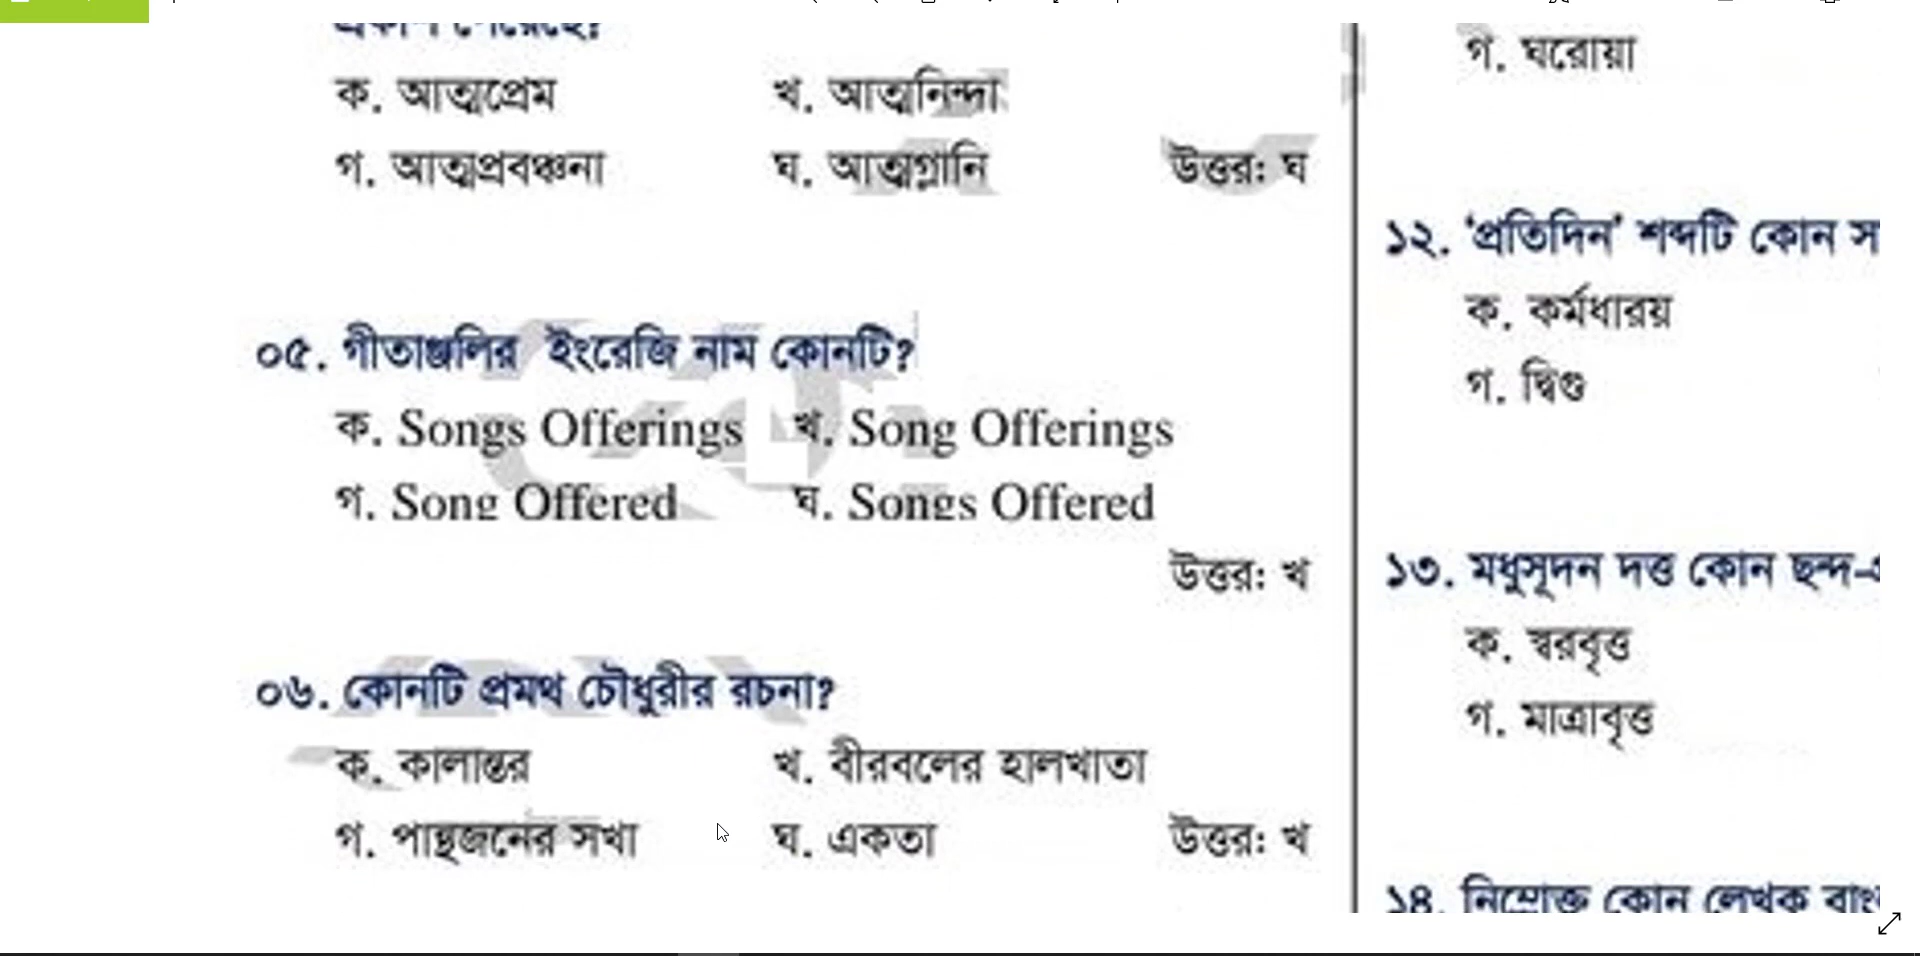 ক. আত্মপ্রেম খ. আত্মনিন্দা
গ. আত্মপ্রবঞ্চনা ঘ. আত্মগ্লানি উত্তর: ঘ
০৫. গীতাঞ্জলির ইংরেজি নাম কোনটি?
ক. Songs Offerings খ. Song Offerings
গ. Song Offered ঘ. Songs Offered
উত্তর: খ
০৬. কোনটি প্রমথ চৌধুরীর রচনা?
ক. কালান্তর খ. বীরবলের হালখাতা
গ. পান্থজনের সখা ঘ. একতা উত্তর: খ
গ. ঘরোয়া
১২. ‘প্রতিদিন’ শব্দটি কোন স
ক. কর্মধারয়
গ. দ্বিগু
১৩. মধুসূদন দত্ত কোন ছন্দ-
ক. স্বরবৃত্ত
গ. মাত্রাবৃত্ত
১৪. নিম্নোক্ত কোন লেখক বাং